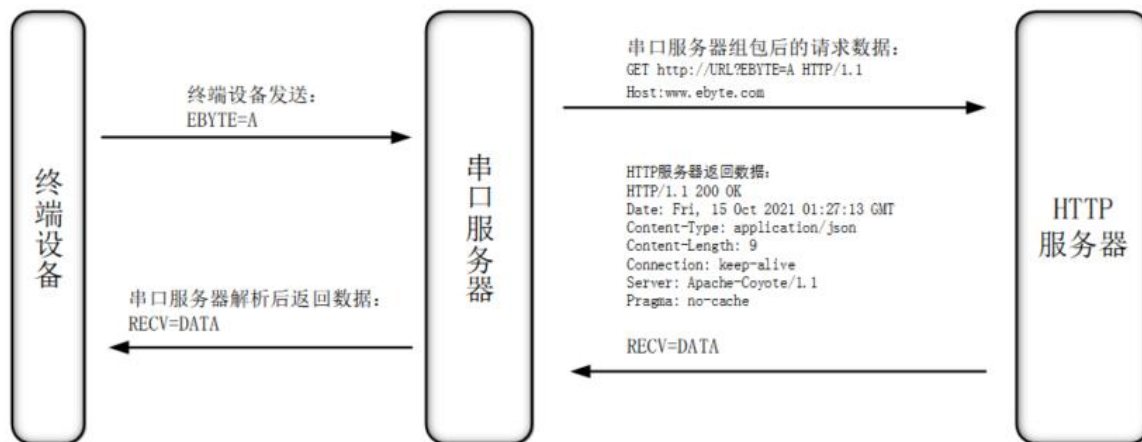 终端设备
终端设备发送：
EBYTE=A
串口服务器解析后返回数据：
RECV=DATA
串口服务器
串口服务器组包后的请求数据：
GET http://URL?EBYTE=A HTTP/1.1
Host:www.ebyte.com
HTTP服务器返回数据：
HTTP/1.1 200 OK
Date: Fri, 15 Oct 2021 01:27:13 GMT
Content-Type: application/json
Content-Length: 9
Connection: keep-alive
Server: Apache-Coyote/1.1
Pragma: no-cache
RECV=DATA
HTTP
服务器